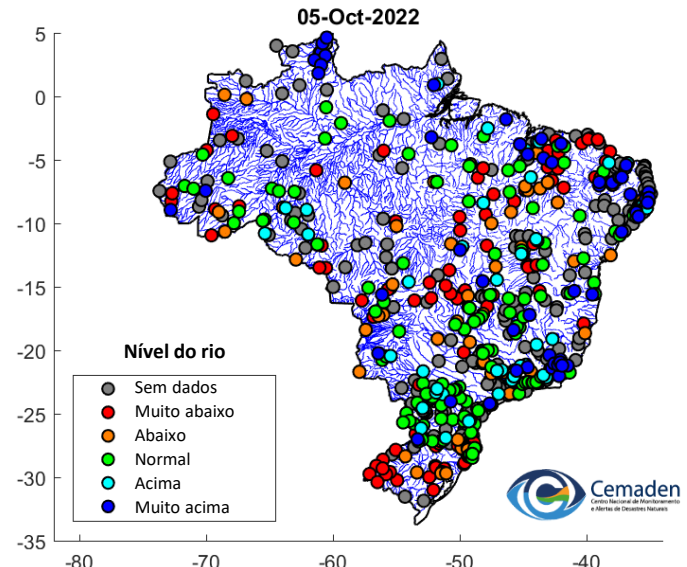 05-Oct-2022
5
0
-5
-10
-15
-20
-25
-30
-35
Nível do rio
Sem dados
Muito abaixo
Abaixo
Normal
Acima
Muito acima
Cemaden
Centro Nacional de Monitoramento
e Alertas de Desastres Naturais
-80
-70
-60
-50
-40